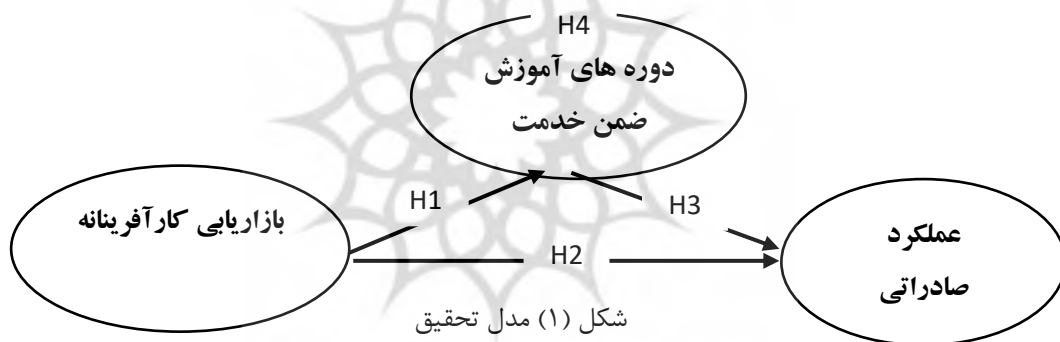 H4
دوره های آموزش
ضمن خدمت
H1
H3
بازاریابی کارآفرینانه
عملکرد
صادراتی
H2
شکل (۱) مدل تحقیق